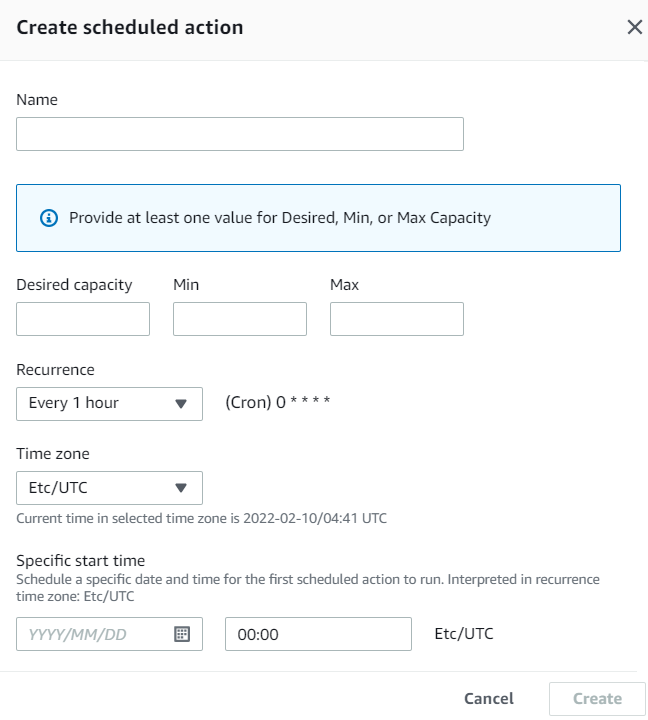 Create scheduled action
Name
Provide at least one value for Desired, Min, or Max Capacity
Desired capacity Min Max
Recurrence
Every 1 hour (Cron) 0 * * * *
Time zone
Etc/UTC
Current time in selected time zone is 2022-02-10/04:41 UTC
Specific start time
Schedule a specific date and time for the first scheduled action to run. Interpreted in recurrence
time zone: Etc/UTC
YYYY/MM/DD 00:00 Etc/UTC
Cancel Create